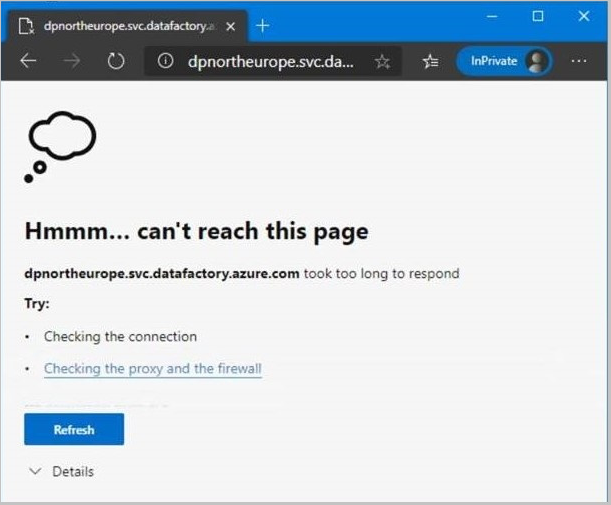 dpnortheurope.svc.datafactory.a
dpnortheurope.svc.da...
InPrivate
Hmmm... can't reach this page
dpnortheurope.svc.datafactory.azure.com took too long to respond
Try:
• Checking the connection
• Checking the proxy and the firewall
Refresh
Details